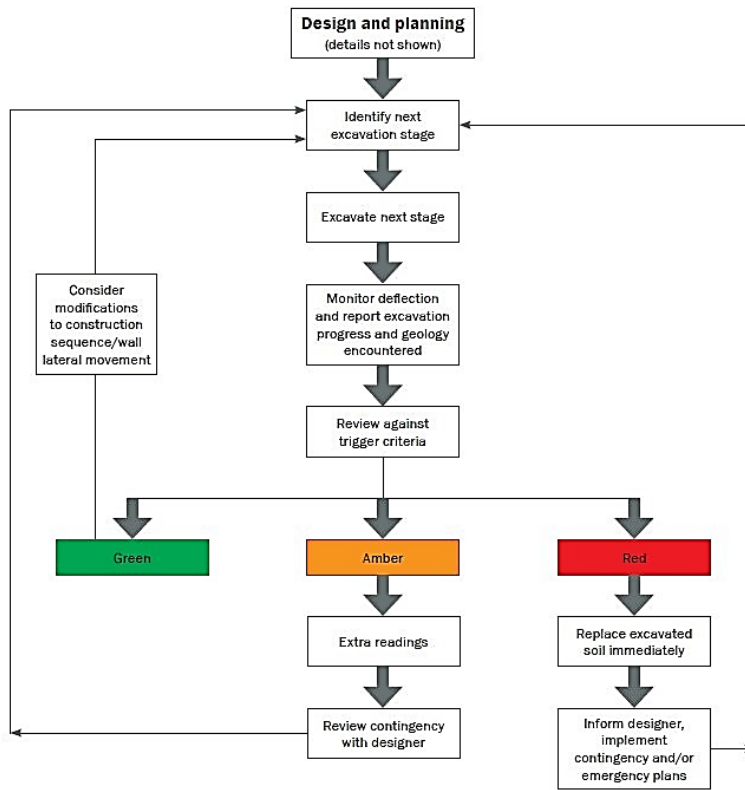 Design and planning
(details not shown)
Identify next
excavation stage
Excavate next stage
Consider
modifications
to construction
sequence/wall
lateral movement
Monitor deflection
and report excavation
progress and geology
encountered
Review against
trigger criteria
Green
Amber
Red
Extra readings
Replace excavated
soil immediately
Review contingency
with designer
Inform designer,
implement
contingency and/or
emergency plans